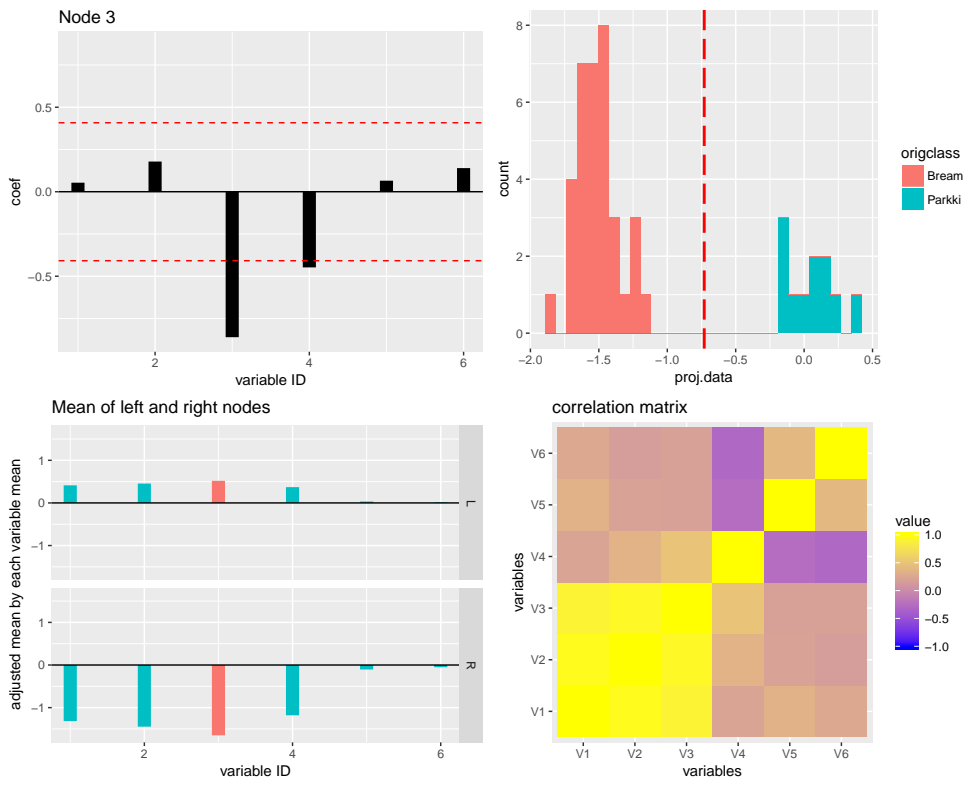 Node 3
0.5
0.0
−0.5
coef
2
4
6
variable ID
8
6
4
2
0
count
−2.0
−1.5
−1.0
−0.5
0.0
0.5
proj.data
origclass
Bream
Parkki
Mean of left and right nodes
1
0
−1
L
1
0
−1
R
adjusted mean by each variable mean
2
4
6
variable ID
correlation matrix
V6
V5
V4
V3
V2
V1
variables
V1
V2
V3
V4
V5
V6
variables
value
1.0
0.5
0.0
−0.5
−1.0